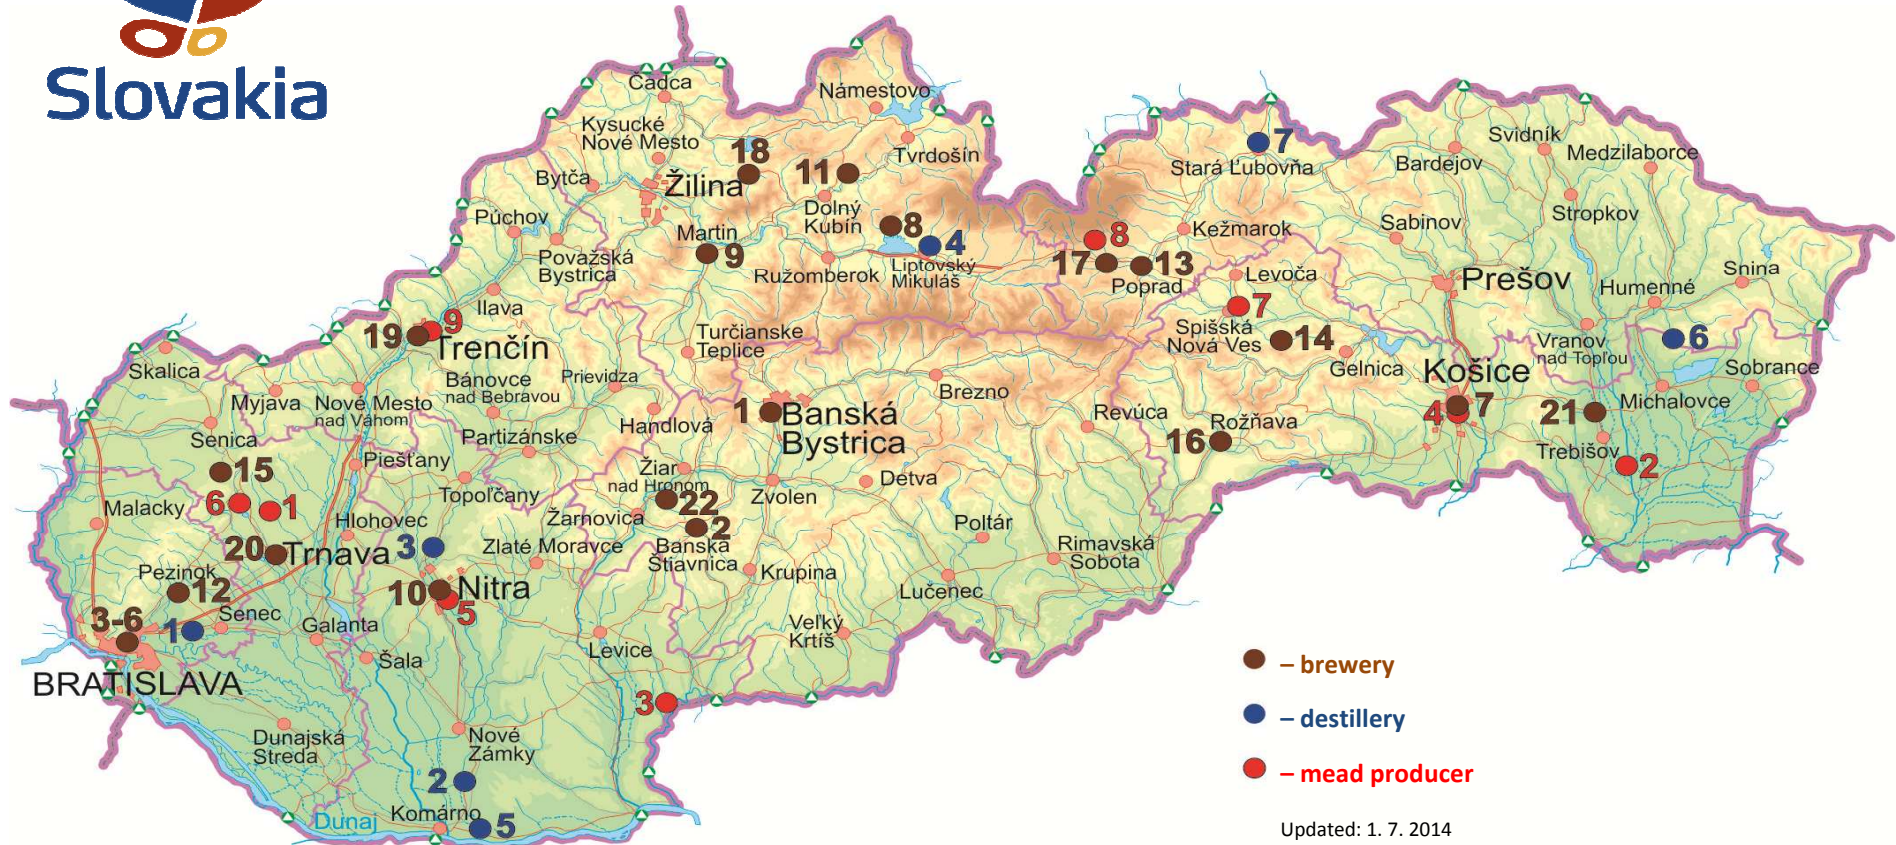 Slovakia
Čadca
Námestovo
Kysucké
Nové Mesto
Tvrdošín
18
11
7
Svidník
Medzilaborce
Bardejov
Stará Ľubovňa
Bytča
Žilina
Dolný
Kubín
Stropkov
Púchov
Sabinov
Martin
9
8
4
8
Kežmarok
Považská
Bystrica
Ružomberok
Liptovský
Mikuláš
17
13
Poprad
Levoča
Prešov
Snina
Humenné
Ilava
7
19
9
Trenčín
Turčianske
Teplice
Spišská
Nová Ves
14
Vranov
nad Topľou
6
Skalica
Bánovce
nad Bebravou
Prievidza
Brezno
Gelnica
Košice
Sobrance
Myjava
Nové Mesto
nad Váhom
Handlová
1
Banská
Bystrica
Revúca
Rožňava
16
4
7
21
Michalovce
Senica
Partizánske
Trebišov
2
15
Piešťany
Žiar
nad Hronom
Topoľčany
Zvolen
Detva
6
1
Malacky
Hlohovec
Žarnovica
22
2
Banská
Štiavnica
Poltár
20
Trnava
3
Zlaté Moravce
Rimavská
Sobota
Pezinok
12
10
Nitra
5
Krupina
Lučenec
3-6
1
Senec
Galanta
Veľký
Krtíš
Levice
Šala
BRATISLAVA
3
Dunajská
Streda
Nové
Zámky
2
Dunaj
Komárno
5
– brewery
– destillery
– mead producer
Updated: 1. 7. 2014